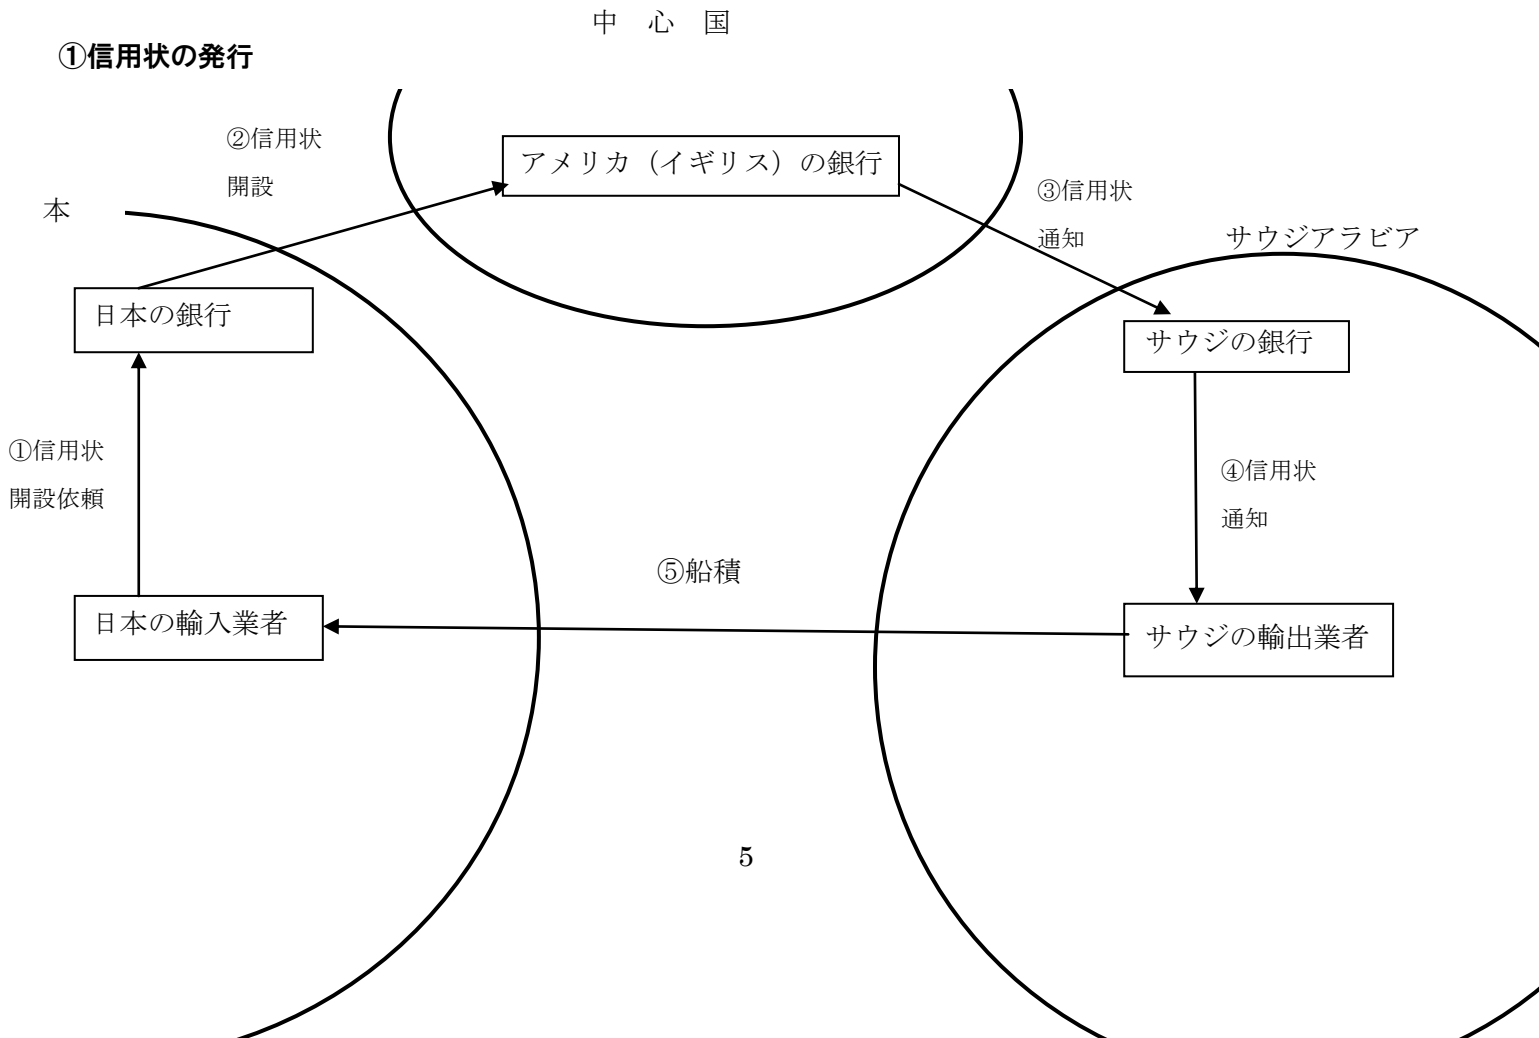 中　心　国
①信用状の発行
②信用状
開設
アメリカ（イギリス）の銀行
③信用状
通知
本
サウジアラビア
日本の銀行
サウジの銀行
①信用状
開設依頼
④信用状
通知
⑤船積
日本の輸入業者
サウジの輸出業者
5